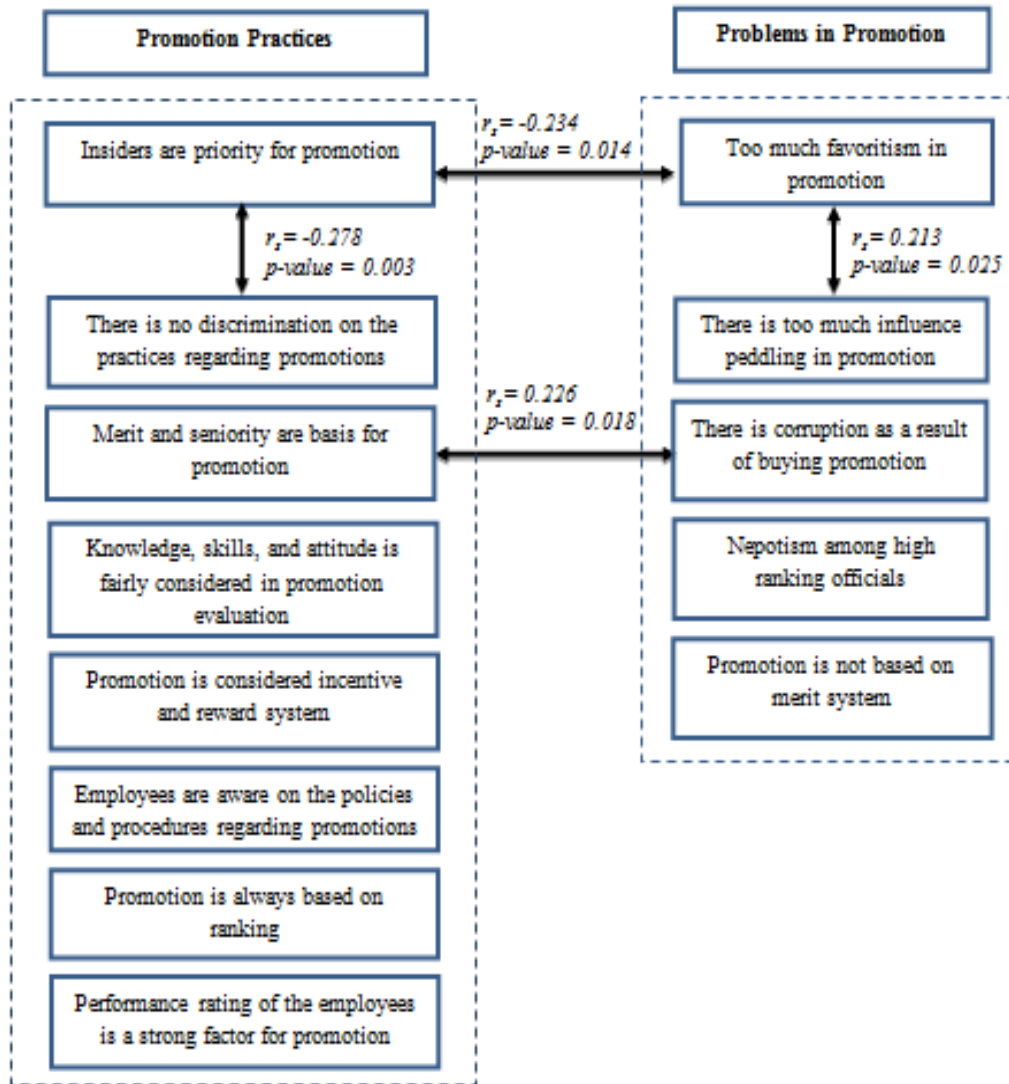 Promotion Practices
Problems in Promotion
Insiders are priority for promotion
r_s= -0.234
p-value = 0.014
Too much favoritism in
promotion
r_s= -0.278
p-value = 0.003
r_s= 0.213
p-value = 0.025
There is no discrimination on the
practices regarding promotions
There is too much influence
peddling in promotion
r_s= 0.226
p-value = 0.018
Merit and seniority are basis for
promotion
There is corruption as a result
of buying promotion
Knowledge, skills, and attitude is
fairly considered in promotion
evaluation
Nepotism among high
ranking officials
Promotion is considered incentive
and reward system
Promotion is not based on
merit system
Employees are aware on the policies
and procedures regarding promotions
Promotion is always based on
ranking
Performance rating of the employees
is a strong factor for promotion